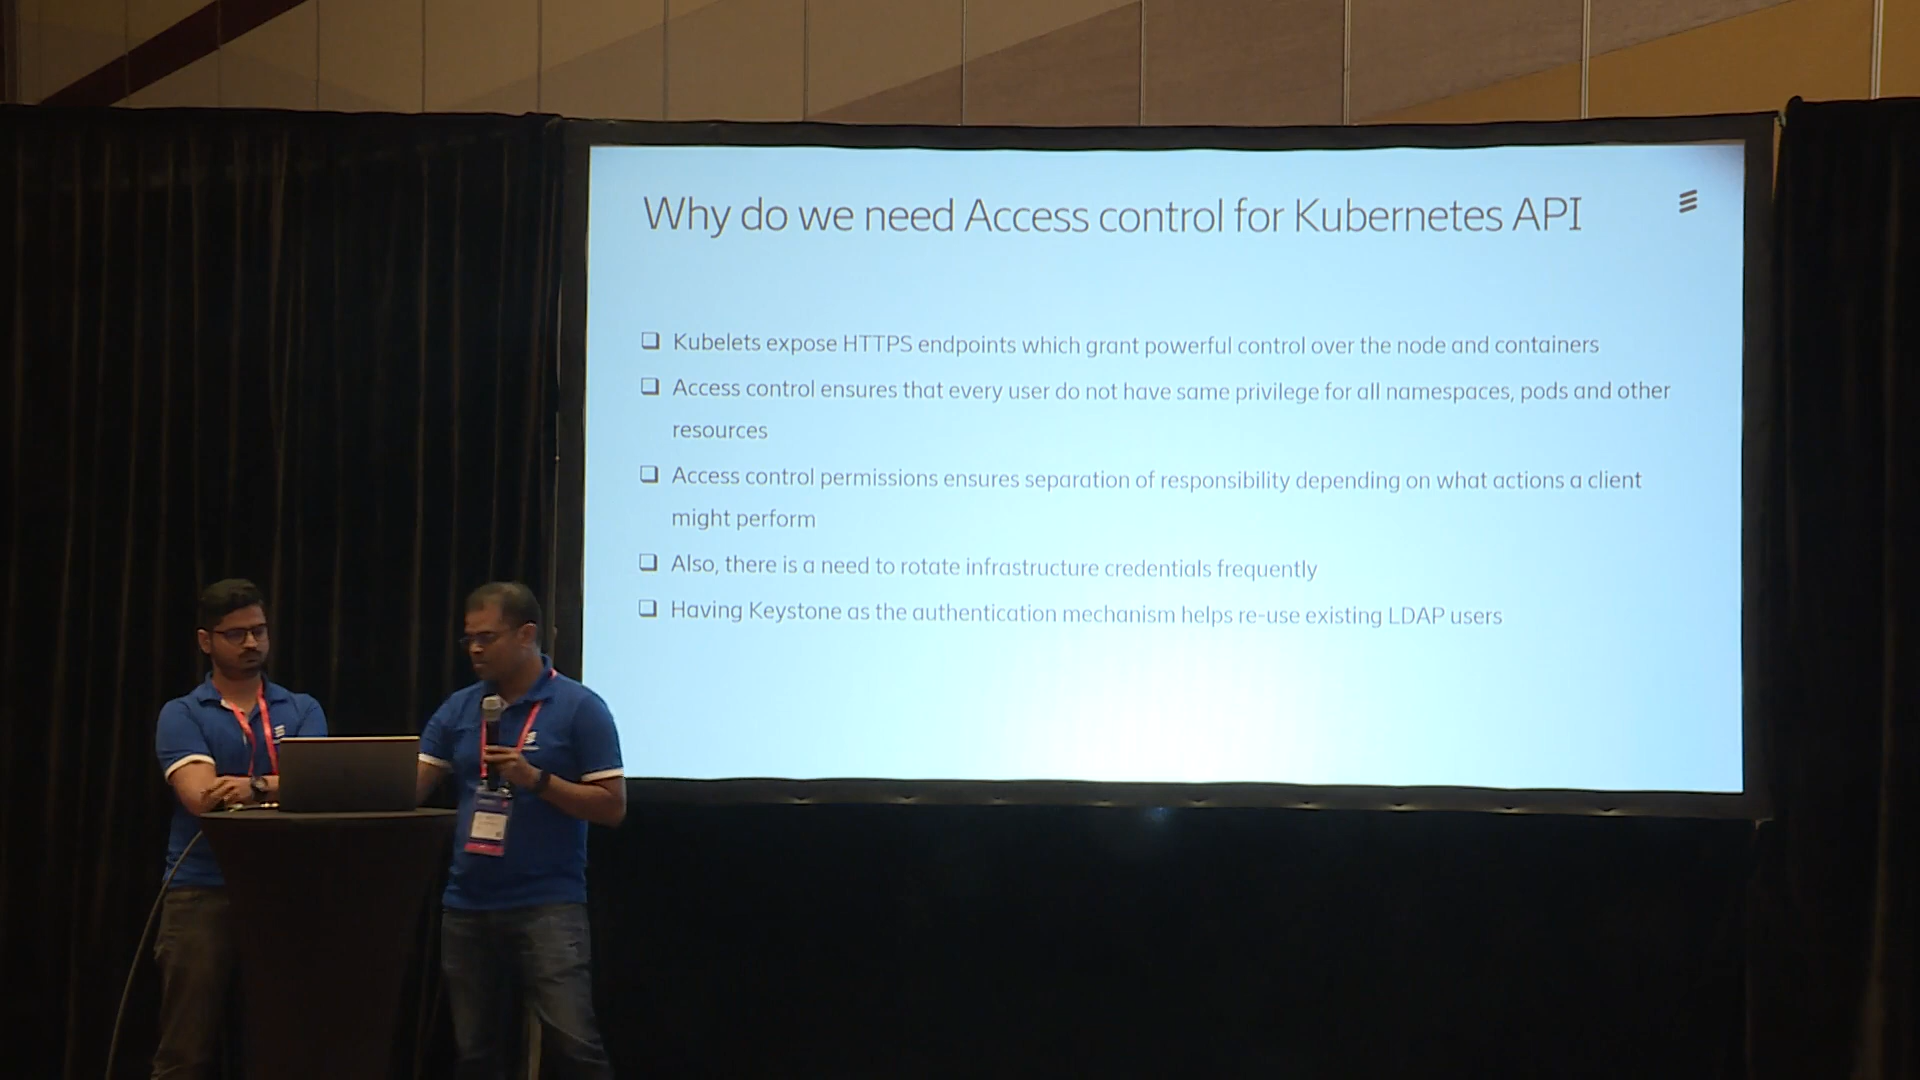 Why do we need Access control for Kubernetes API
Kubelets expose HTTPS endpoints which grant powerful control over the node and containers
Access control ensures that every user do not have same privilege for all namespaces, pods and other
resources
Access control permissions ensures separation of responsibility depending on what actions a client
might perform
Also, there is a need to rotate infrastructure credentials frequently
Having Keystone as the authentication mechanism helps re-use existing LDAP users